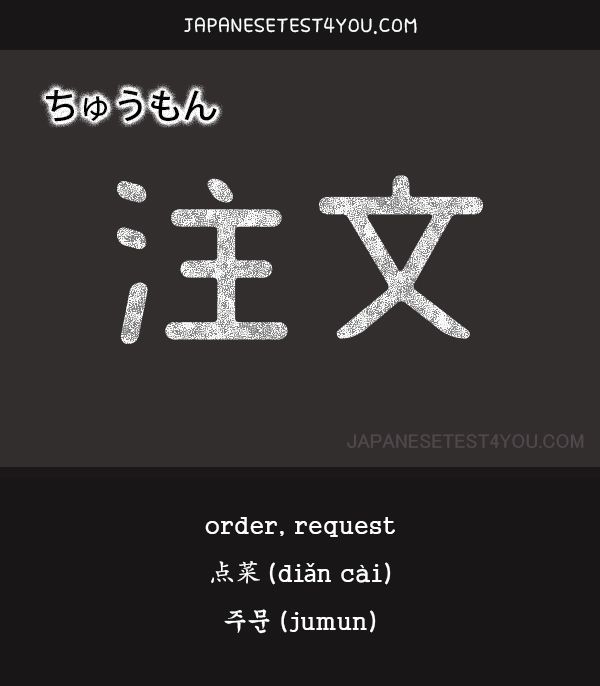 JAPANESETEST4YOU.COM
ちゅうもん
注文
JAPANESETEST4YOU.COM
order, request
点菜 (diǎn cài)
주문 (jumun)